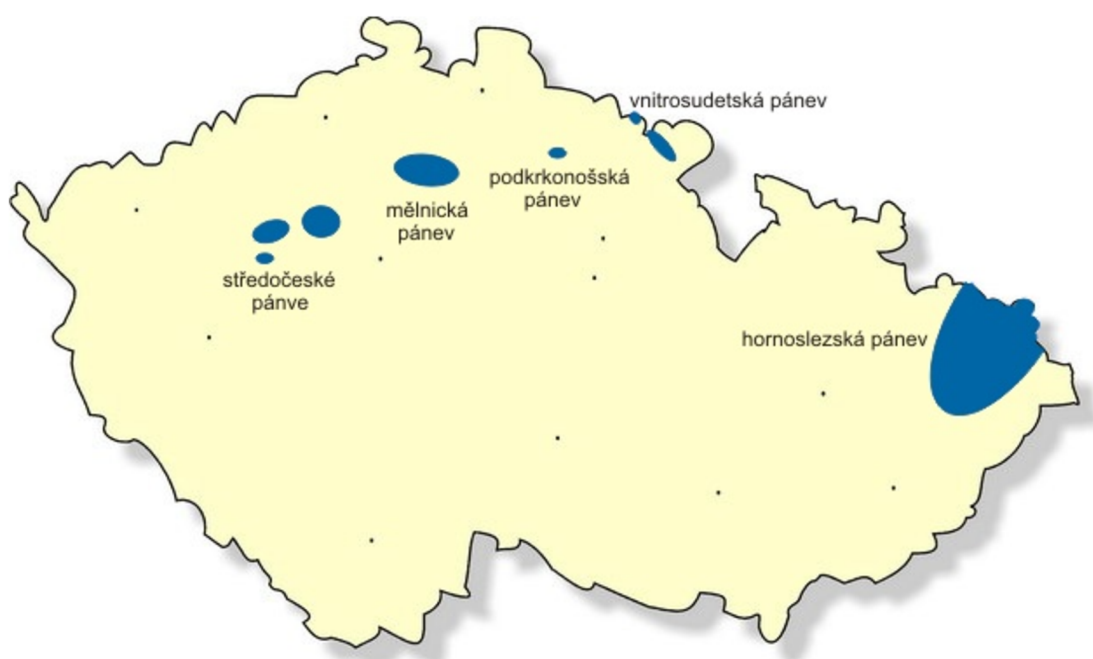 vnitrosudetská pánev
podkrkonošská
pánev
mělnická
pánev
středočeské
pánve
hornoslezská pánev